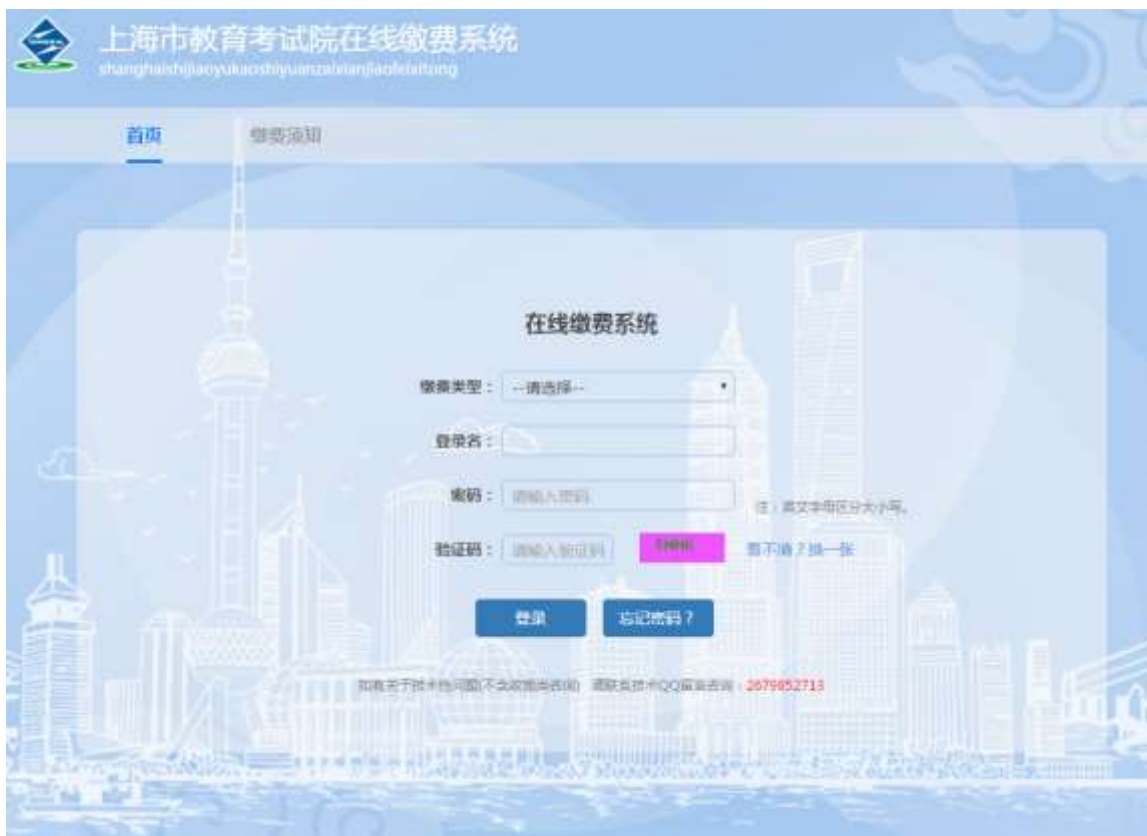 上海市教育考试院在线缴费系统
shanghaishijiaoyukaoshiyuanzaixianjiaofeixitong
首页 缴费须知
在线缴费系统
缴费类型： --请选择--
登录名：
密码： 请输入密码
注：英文字母区分大小写。
验证码： 请输入验证码 看不清？换一张
登录 忘记密码？
如有关于技术性问题(不含政策类咨询) 请联系技术QQ留言咨询：2679852713